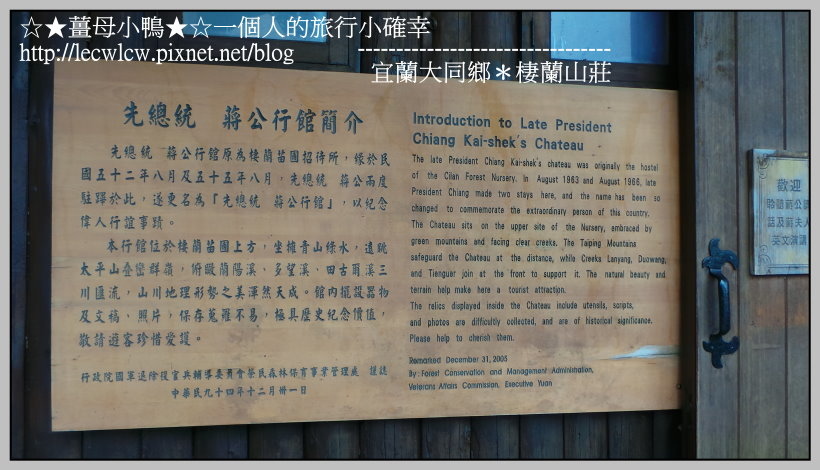 ☆★薑母小鴨★☆一個人的旅行小確幸
http://lecwlcw.pixnet.net/blog
-------------------------------
宜蘭大同鄉＊棲蘭山莊
先總統 蔣公行館簡介
先總統 蔣公行館原為棲蘭苗圃招待所，緣於民
國五十二年八月及五十五年八月，先總統 蔣公兩度
駐蹕於此，遂更名為「先總統 蔣公行館」，以紀念
偉人行誼事蹟。
本行館位於棲蘭苗圃上方，坐擁青山綠水，遠眺
太平山疊巒群嶺，俯瞰蘭陽溪、多望溪、田古爾溪三
川匯流，山川地理形勢之美渾然天成。館內擺設器物
及文稿、照片，保存蒐羅不易，極具歷史紀念價值，
敬請遊客珍惜愛護。
行政院國軍退除役官兵輔導委員會榮民森林保育事業管理處 謹誌
中華民九十四年十二月卅一日
Introduction to Late President
Chiang Kai-shek's Chateau
The late President Chiang Kai-shek's chateau was originally the hostel
of the Cilan Forest Nursery. In August 1963 and August 1966, late
President Chiang made two stays here, and the name has been so
changed to commemorate the extraordinary person of this country.
The Chateau sits on the upper site of the Nursery, embraced by
green mountains and facing clear creeks. The Taiping Mountains
safeguard the Chateau at the distance, while Creeks Lanyang, Duowang,
and Tienguer join at the front to support it. The natural beauty and
terrain help make here a tourist attraction.
The relics displayed inside the Chateau include utensils, scripts,
and photos are difficultly collected, and are of historical significance.
Please help to cherish them.
Remarked December 31, 2005
By: Forest Conservation and Management Administration,
Veterans Affairs Commission, Executive Yuan
歡迎
聆聽蔣公
話及蔣夫人
英文演講